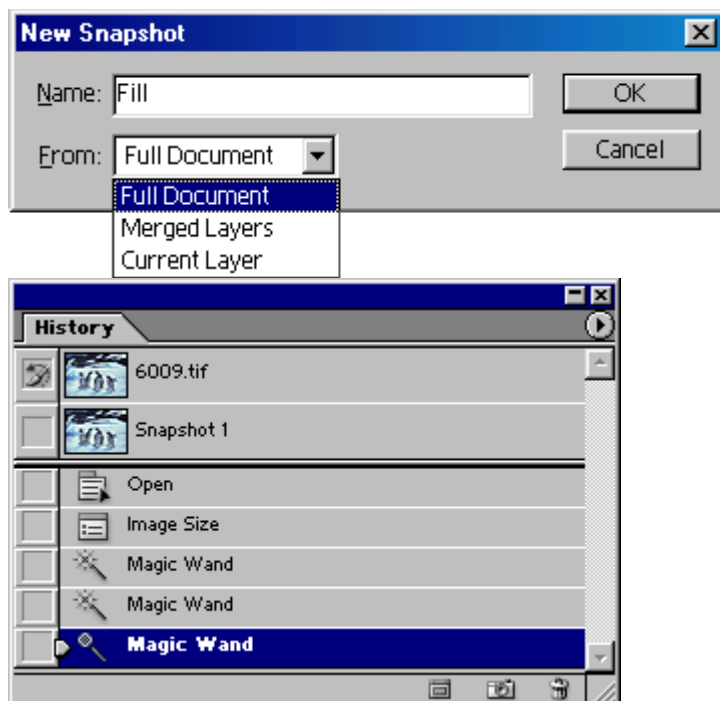 New Snapshot
Name: Fill
OK
From: Full Document
Cancel
Full Document
Merged Layers
Current Layer
History
6009.tif
Snapshot 1
Open
Image Size
Magic Wand
Magic Wand
Magic Wand